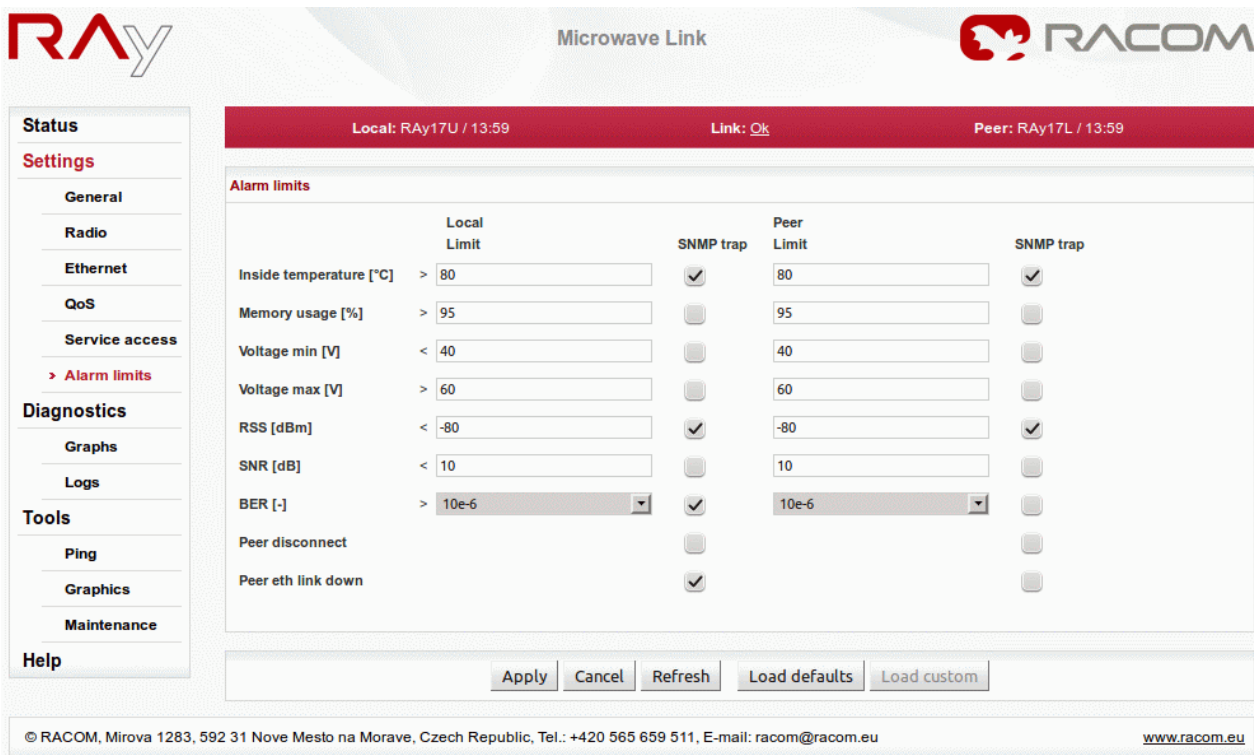 RAy
Microwave Link
RACOM
Status
Settings
General
Radio
Ethernet
QoS
Service access
Alarm limits
Diagnostics
Graphs
Logs
Tools
Ping
Graphics
Maintenance
Help
Local: RAy17U / 13:59 Link: Ok Peer: RAy17L / 13:59
Alarm limits
Local Peer
Limit SNMP trap Limit SNMP trap
Inside temperature [°C] > 80 80
Memory usage [%] > 95 95
Voltage min [V] < 40 40
Voltage max [V] > 60 60
RSS [dBm] < -80 -80
SNR [dB] < 10 10
BER [-] > 10e-6 10e-6
Peer disconnect
Peer eth link down
Apply Cancel Refresh Load defaults Load custom
© RACOM, Mirova 1283, 592 31 Nove Mesto na Morave, Czech Republic, Tel.: +420 565 659 511, E-mail: racom@racom.eu www.racom.eu